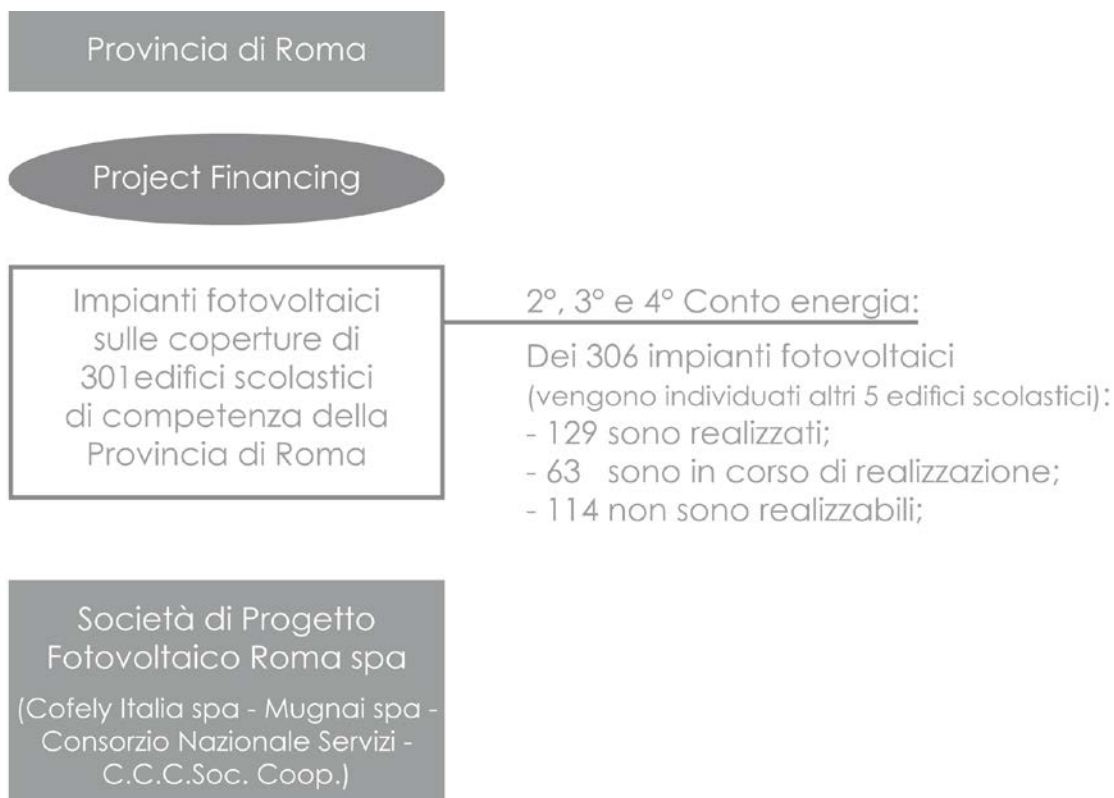 Provincia di Roma
Project Financing
Impianti fotovoltaici
sulle coperture di
301edifici scolastici
di competenza della
Provincia di Roma
2°, 3° e 4° Conto energia:
Dei 306 impianti fotovoltaici
(vengono individuati altri 5 edifici scolastici):
- 129 sono realizzati;
- 63 sono in corso di realizzazione;
- 114 non sono realizzabili;
Società di Progetto
Fotovoltaico Roma spa
(Cofely Italia spa - Mugnai spa -
Consorzio Nazionale Servizi -
C.C.C.Soc. Coop.)